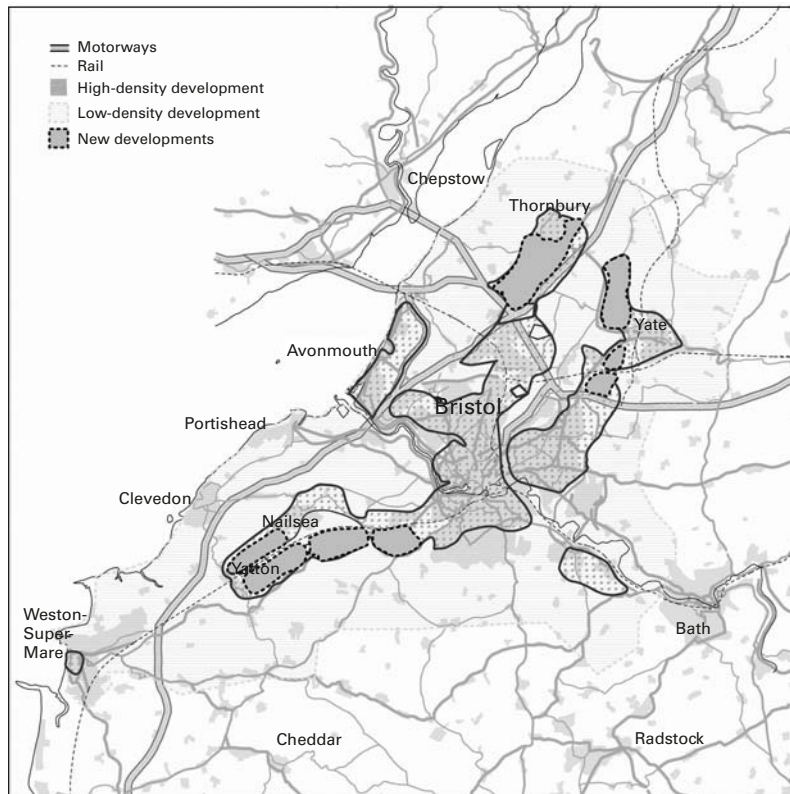 Motorways
Rail
High-density development
Low-density development
New developments
Chepstow
Thornbury
Avonmouth
Yate
Bristol
Portishead
Clevedon
Nailsea
Yatton
Weston-
Super-
Mare
Bath
Cheddar
Radstock